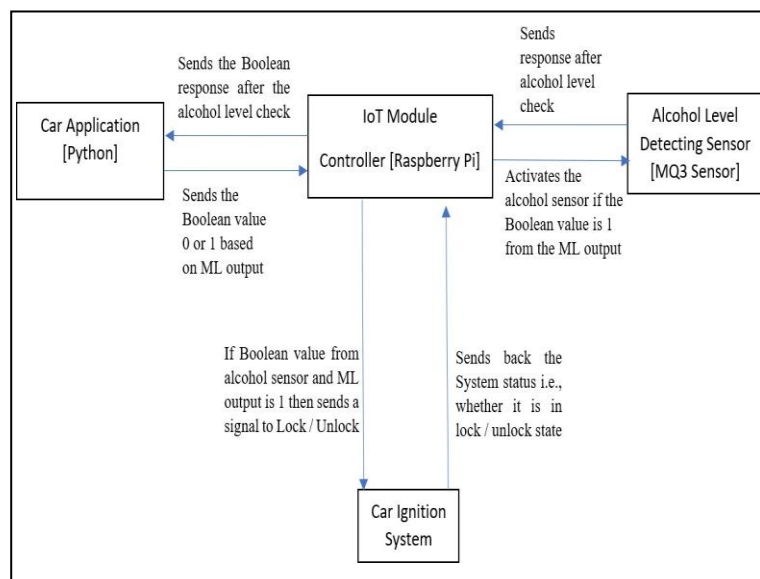 Sends
response after
alcohol level
check
Sends the Boolean
response after the
alcohol level check
Car Application
[Python]
IoT Module
Controller [Raspberry Pi]
Alcohol Level
Detecting Sensor
[MQ3 Sensor]
Sends the
Boolean value
0 or 1 based
on ML output
Activates the
alcohol sensor if the
Boolean value is 1
from the ML output
If Boolean value from
alcohol sensor and ML
output is 1 then sends a
signal to Lock / Unlock
Sends back the
System status i.e.,
whether it is in
lock / unlock state
Car Ignition
System